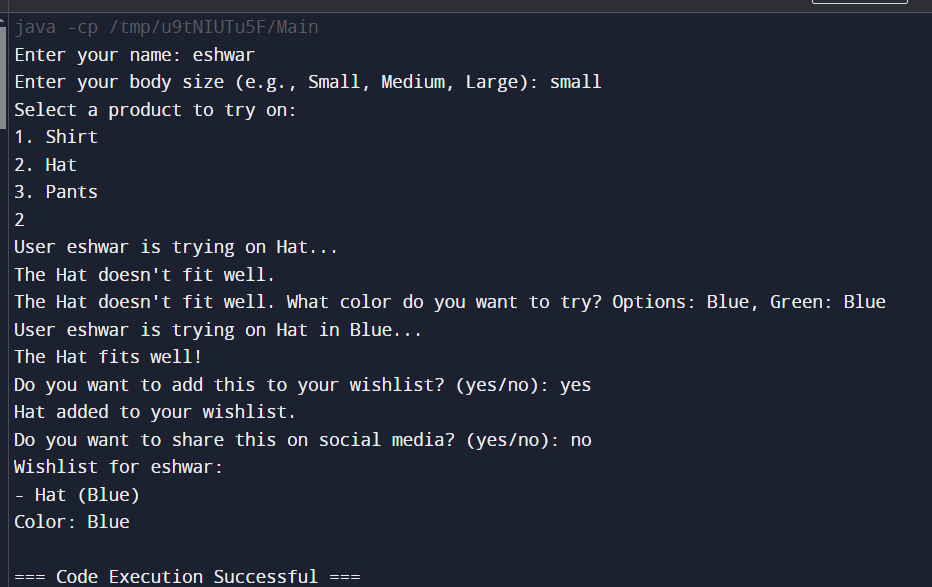 java -cp /tmp/u9tNIUTu5F/Main
Enter your name: eshwar
Enter your body size (e.g., Small, Medium, Large): small
Select a product to try on:
1. Shirt
2. Hat
3. Pants
2
User eshwar is trying on Hat...
The Hat doesn't fit well.
The Hat doesn't fit well. What color do you want to try? Options: Blue, Green: Blue
User eshwar is trying on Hat in Blue...
The Hat fits well!
Do you want to add this to your wishlist? (yes/no): yes
Hat added to your wishlist.
Do you want to share this on social media? (yes/no): no
Wishlist for eshwar:
- Hat (Blue)
Color: Blue
=== Code Execution Successful ===